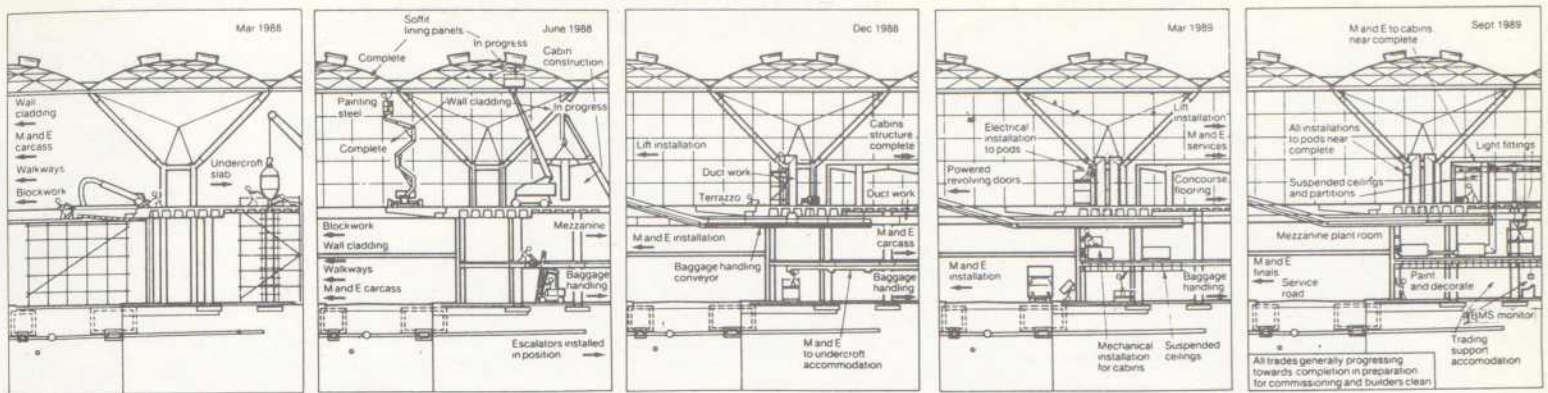 Mar 1988
Wall
cladding
M and E
carcass
Walkways
Blockwork
Undercroft
slab
Soffit
lining panels
June 1988
In progress
Complete
Cabin
construction
Painting
steel
Wall cladding
In progress
Complete
Blockwork
Mezzanine
Wall cladding
Walkways
M and E carcass
Baggage
handling
Escalators installed
in position
Dec 1988
Lift installation
Cabins
structure
complete
Duct work
Terrazzo
Duct work
M and E installation
M and E
carcass
Baggage handling
conveyor
Baggage
handling
M and E
to undercroft
accommodation
Mar 1989
Lift
installation
Electrical
installation
to pods
M and E
services
Powered
revolving doors
Concourse
flooring
M and E
installation
Baggage
handling
Mechanical
installation
for cabins
Suspended
ceilings
M and E to cabins
near complete
Sept 1989
All installations
to pods near
complete
Light fittings
Suspended ceilings
and partitions
Mezzanine plant room
M and E
finals
Service
road
Paint
and decorate
BMS monitor
Trading
support
accomodation
All trades generally progressing
towards completion in preparation
for commissioning and builders clean